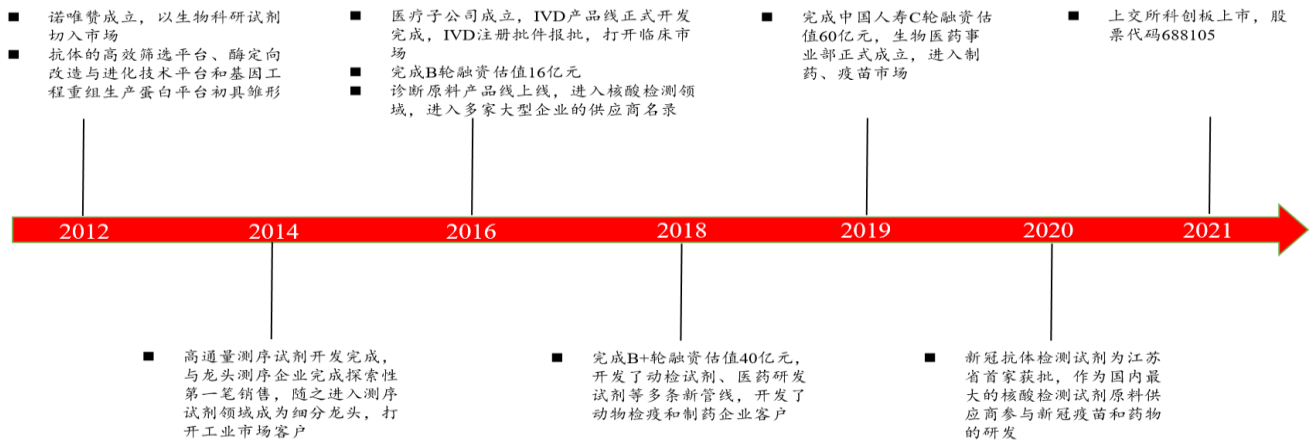 ■ 诺唯赞成立，以生物科研试剂
切入市场
■ 抗体的高效筛选平台、酶定向
改造与进化技术平台和基因工
程重组生产蛋白平台初具雏形
■ 医疗子公司成立，IVD产品线正式开发
完成，IVD注册批件报批，打开临床市
场
■ 完成B轮融资估值16亿元
■ 诊断原料产品线上线，进入核酸检测领
域，进入多家大型企业的供应商名录
■ 完成中国人寿C轮融资估
值60亿元，生物医药事
业部正式成立，进入制
药、疫苗市场
■ 上交所科创板上市，股
票代码688105
2012 2014 2016 2018 2019 2020 2021
■ 高通量测序试剂开发完成，
与龙头测序企业完成探索性
第一笔销售，随之进入测序
试剂领域成为细分龙头，打
开工业市场客户
■ 完成B+轮融资估值40亿元，
开发了动检试剂、医药研发
试剂等多条新管线，开发了
动物检疫和制药企业客户
■ 新冠抗体检测试剂为江苏
省首家获批，作为国内最
大的核酸检测试剂原料供
应商参与新冠疫苗和药物
的研发